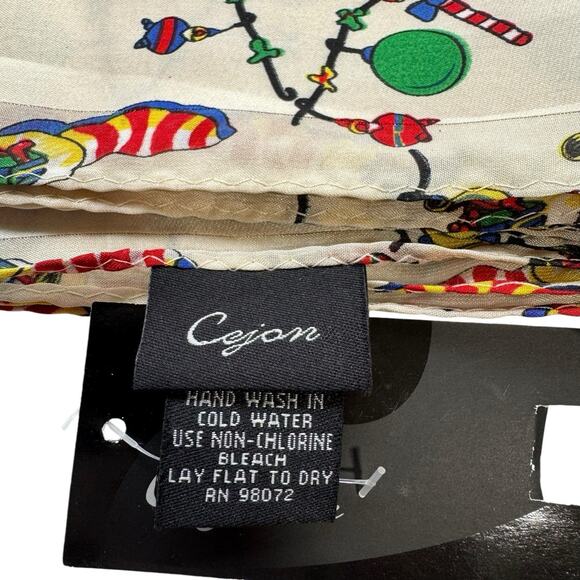 Cejon
HAND WASH IN
COLD WATER
USE NON-CHLORINE
BLEACH
LAY FLAT TO DRY
RN 98072